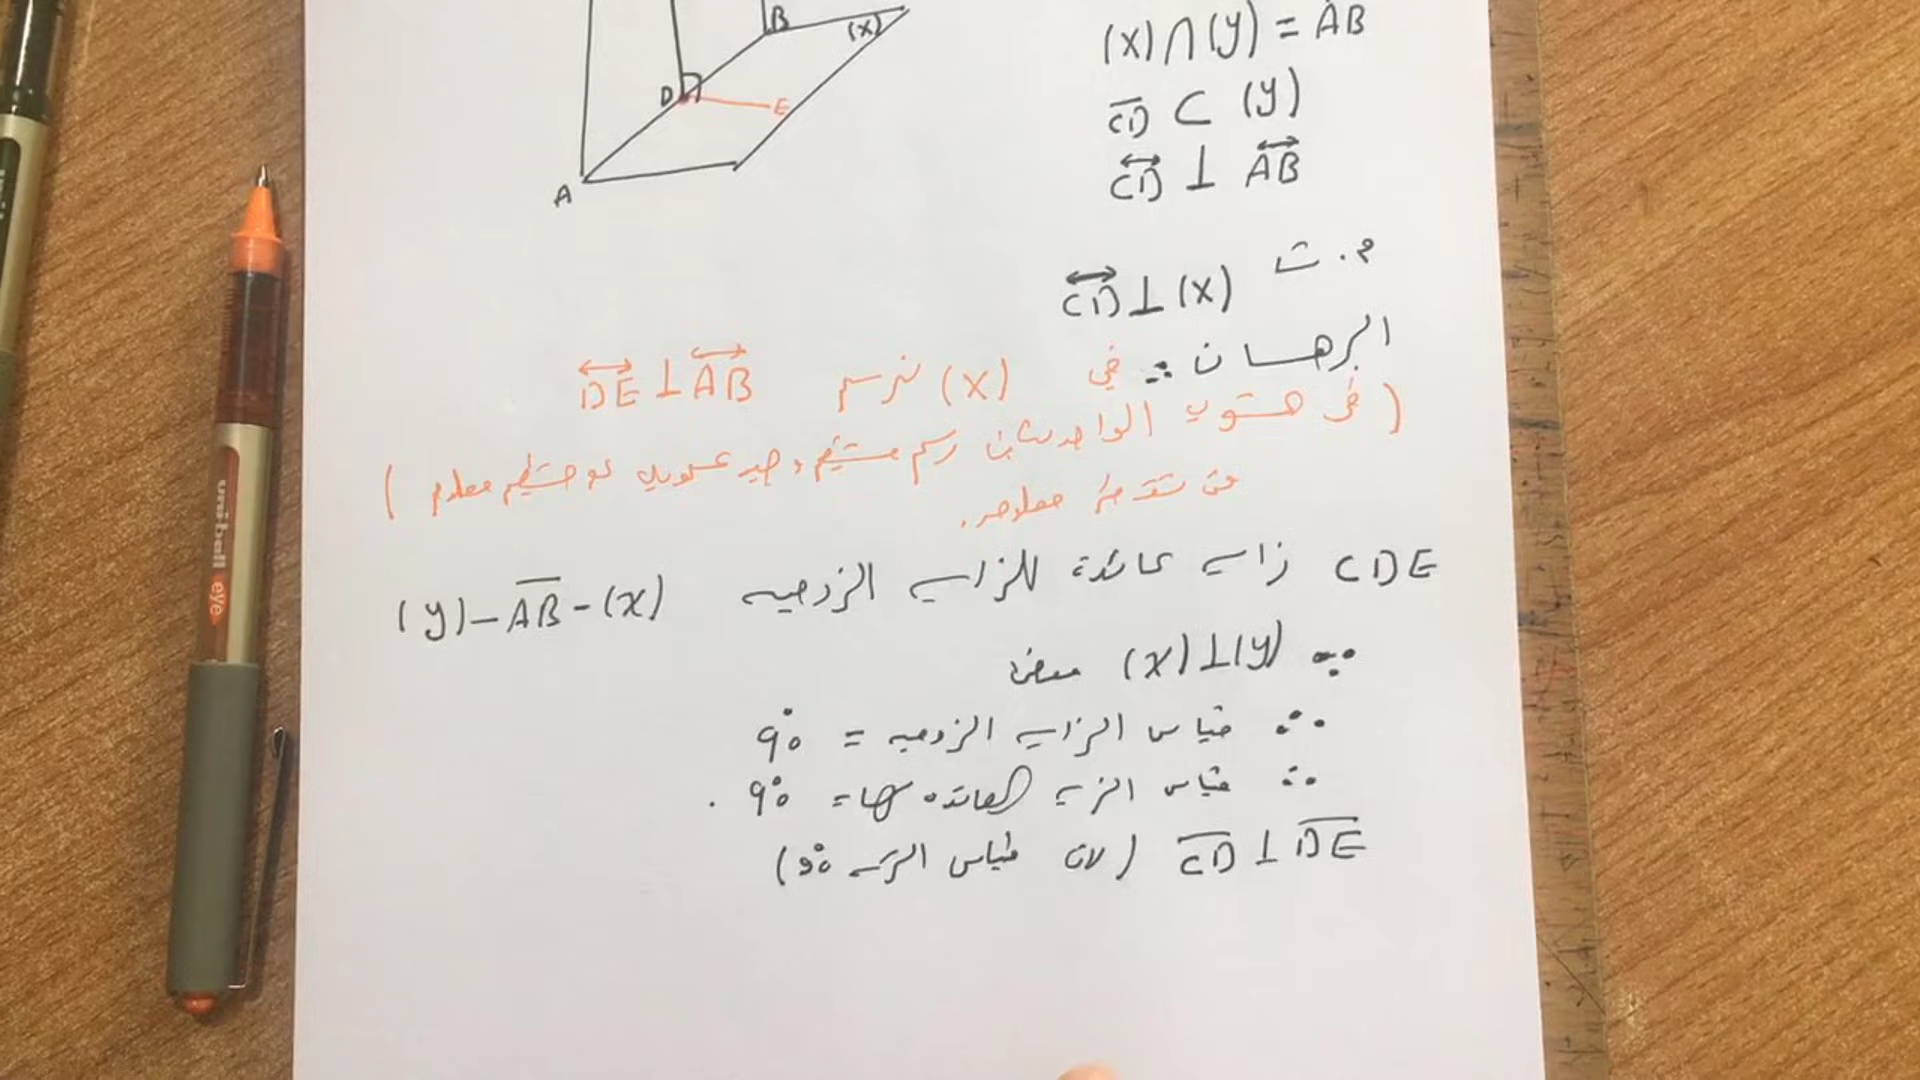 B
(X)
D
E
A
(X) ∩ (Y) = AB
CD ⊂ (Y)
CD ⊥ AB
م . ث
CD ⊥ (X)
البرهان :- في (X) نرسم DE ⊥ AB
( في مستوي الواحد يمكن رسم مستقيم وحيد عمودي على مستقيم معلوم
من نقطة معلومة . )
CDE زاوية عائدة للزاوية الزوجية (Y) – AB – (X)
∵ (X) ⊥ (Y) معطى
∴ قياس الزاوية الزوجية = 90°
∴ قياس الزاوية العائدة لها = 90° .
CD ⊥ DE ( لان قياس الزاوية 90° )
uniball eye